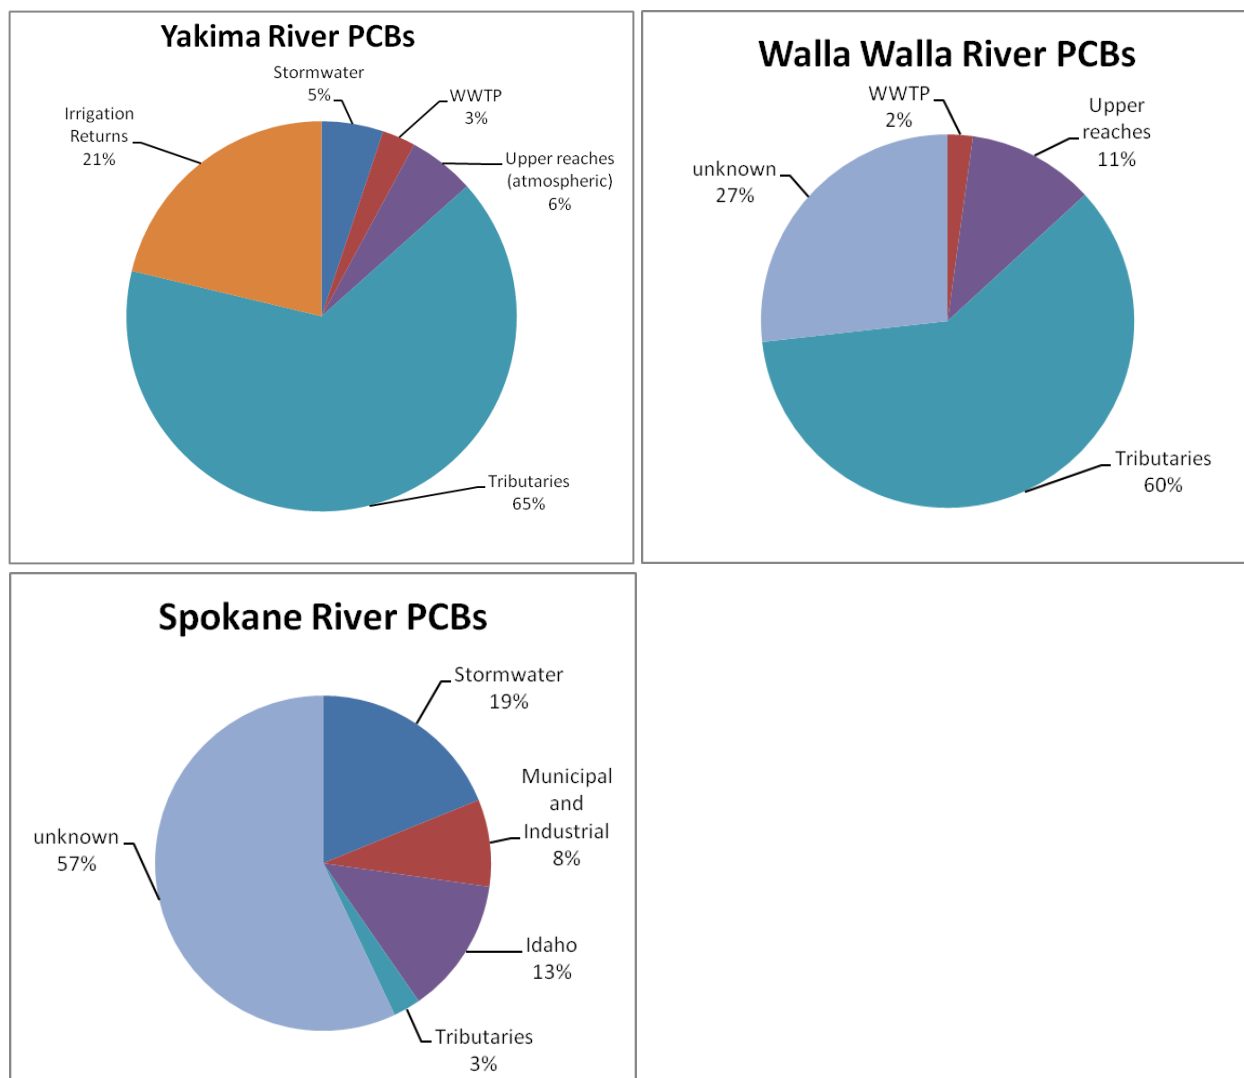 Yakima River PCBs
Stormwater
5%
WWTP
3%
Irrigation
Returns
21%
Upper reaches
(atmospheric)
6%
Tributaries
65%
Walla Walla River PCBs
WWTP
2%
Upper
reaches
11%
unknown
27%
Tributaries
60%
Spokane River PCBs
Stormwater
19%
Municipal
and
Industrial
8%
unknown
57%
Idaho
13%
Tributaries
3%